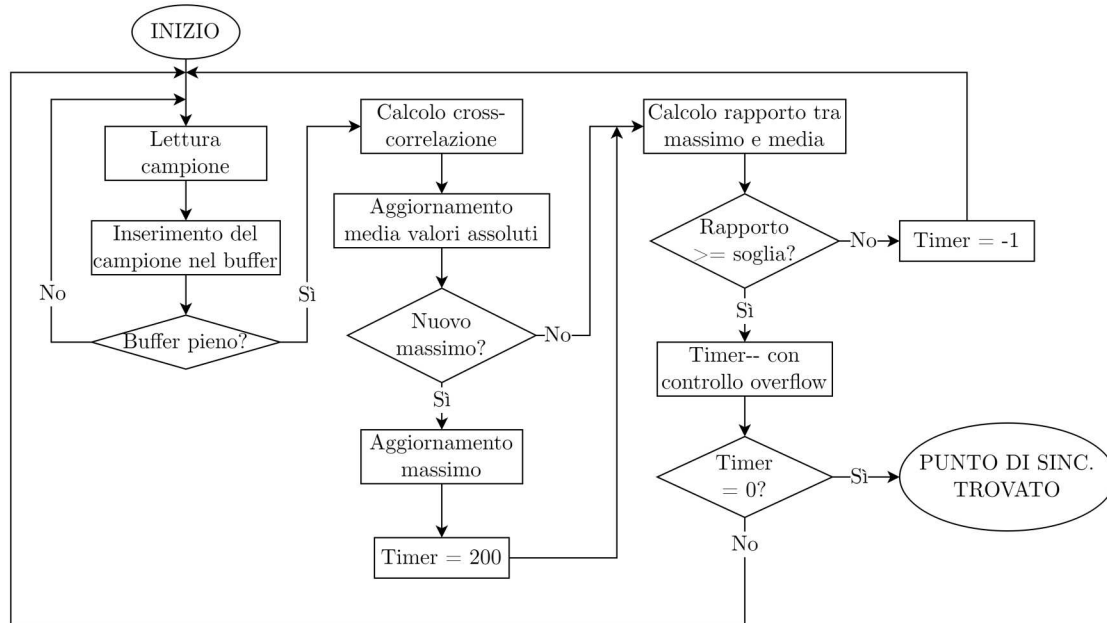 INIZIO
Lettura
campione
Inserimento del
campione nel buffer
No
Buffer pieno?
Sì
Calcolo cross-
correlazione
Aggiornamento
media valori assoluti
Nuovo
massimo?
No
Sì
Aggiornamento
massimo
Timer = 200
Calcolo rapporto tra
massimo e media
Rapporto
>= soglia?
No
Timer = -1
Sì
Timer-- con
controllo overflow
Timer
= 0?
Sì
PUNTO DI SINC.
TROVATO
No